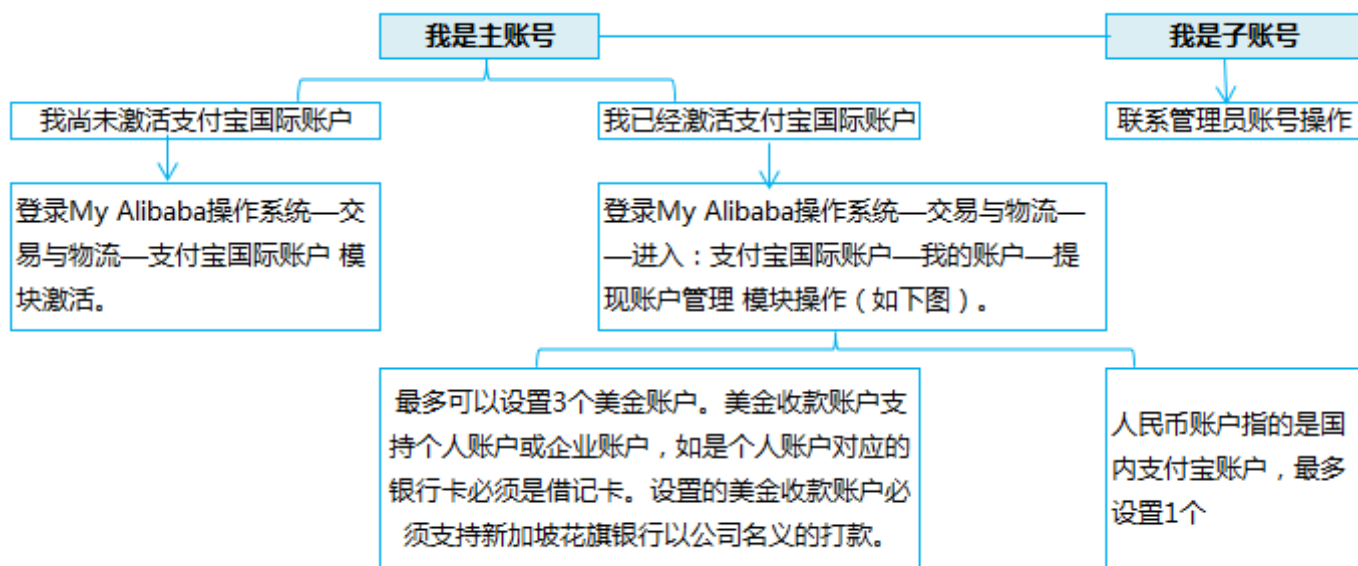 我是主账号
我是子账号
我尚未激活支付宝国际账户
我已经激活支付宝国际账户
联系管理员账号操作
登录My Alibaba操作系统—交
易与物流—支付宝国际账户 模
块激活。
登录My Alibaba操作系统—交易与物流—
—进入：支付宝国际账户—我的账户—提
现账户管理 模块操作（如下图）。
最多可以设置3个美金账户。美金收款账户支
持个人账户或企业账户，如是个人账户对应的
银行卡必须是借记卡。设置的美金收款账户必
须支持新加坡花旗银行以公司名义的打款。
人民币账户指的是国
内支付宝账户，最多
设置1个